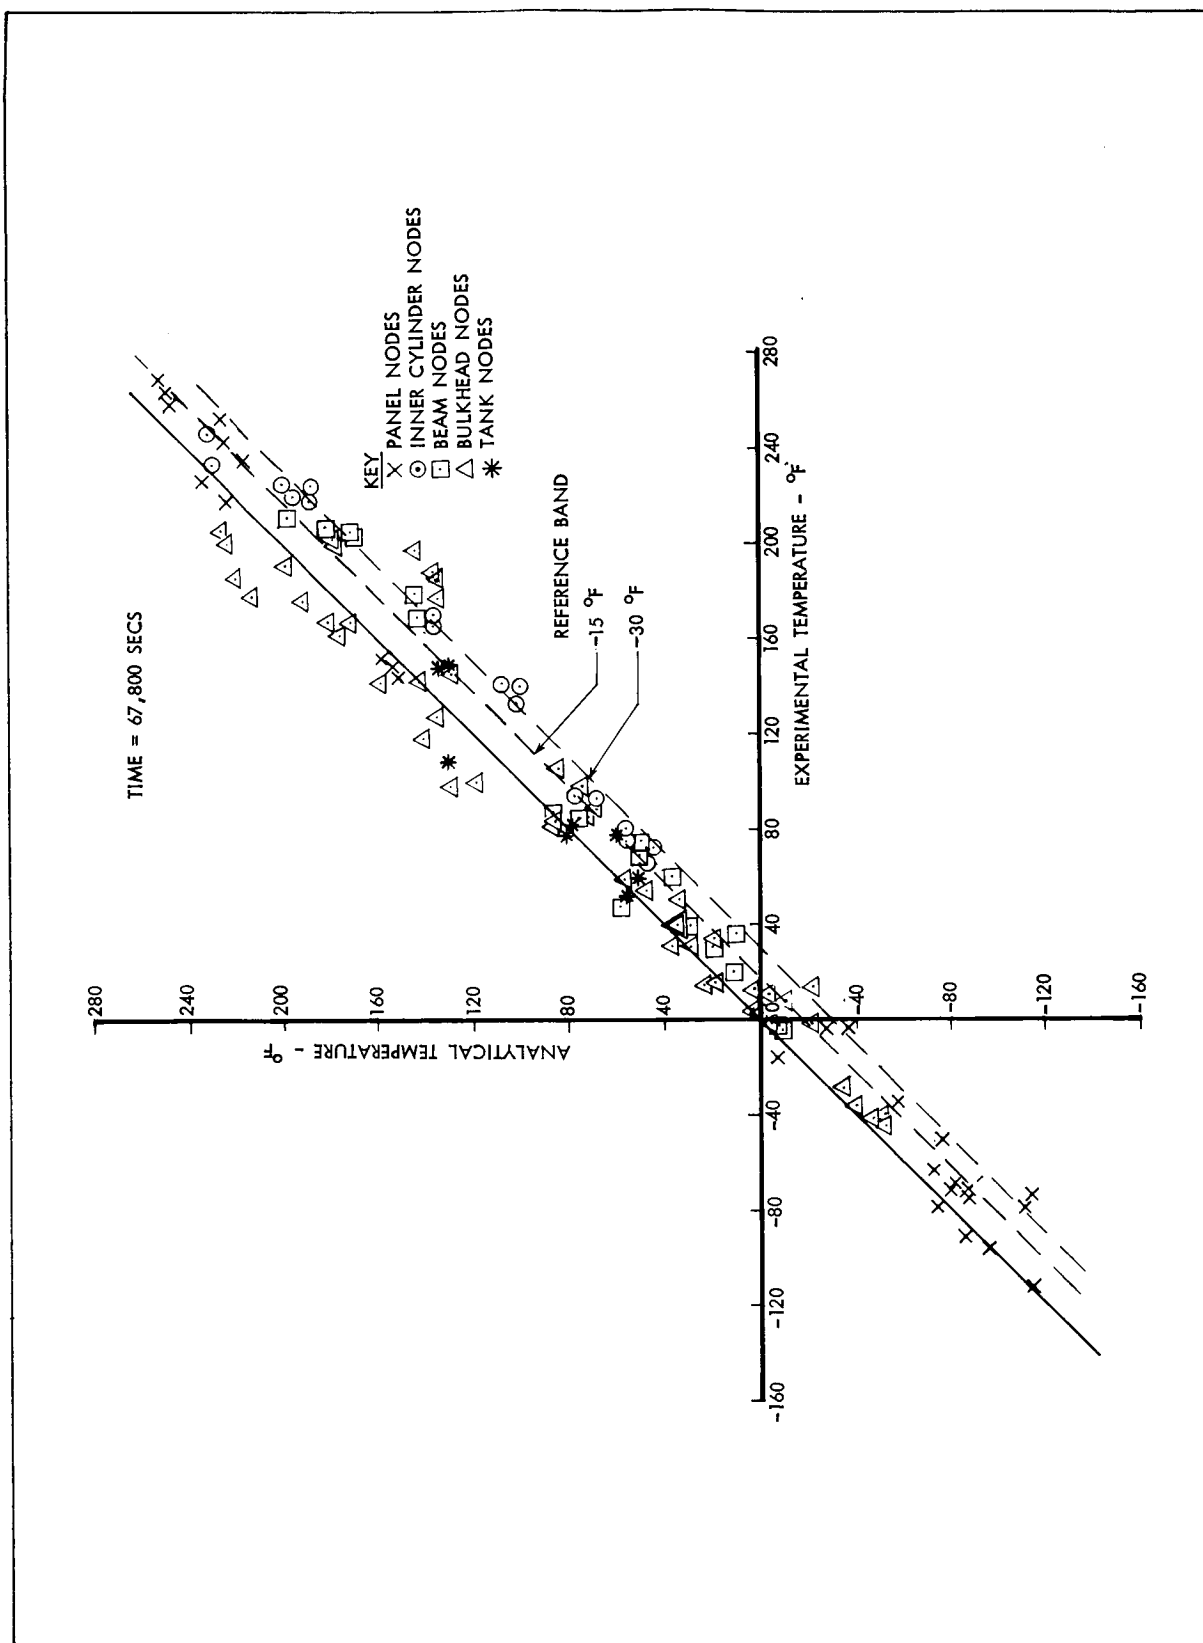 TIME = 67,800 SECS
KEY
× PANEL NODES
⊙ INNER CYLINDER NODES
⊡ BEAM NODES
△ BULKHEAD NODES
✱ TANK NODES
REFERENCE BAND
-15 °F
-30 °F
ANALYTICAL TEMPERATURE - °F
280
240
200
160
120
80
40
0
-40
-80
-120
-160
EXPERIMENTAL TEMPERATURE - °F
-160
-120
-80
-40
0
40
80
120
160
200
240
280